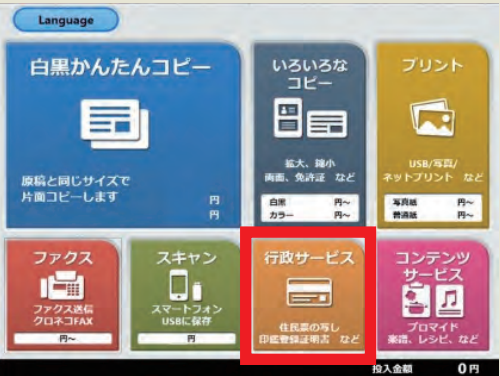 Language
白黒かんたんコピー
原稿と同じサイズで
片面コピーします
円
円
いろいろな
コピー
拡大、縮小
両面、免許証 など
白黒 円~
カラー 円~
プリント
USB/写真/
ネットプリント など
写真紙 円~
普通紙 円~
ファクス
ファクス送信
クロネコFAX
円~
スキャン
スマートフォン
USBに保存
円
行政サービス
住民票の写し
印鑑登録証明書 など
コンテンツ
サービス
ブロマイド
楽譜、レシピ、など
投入金額 0円